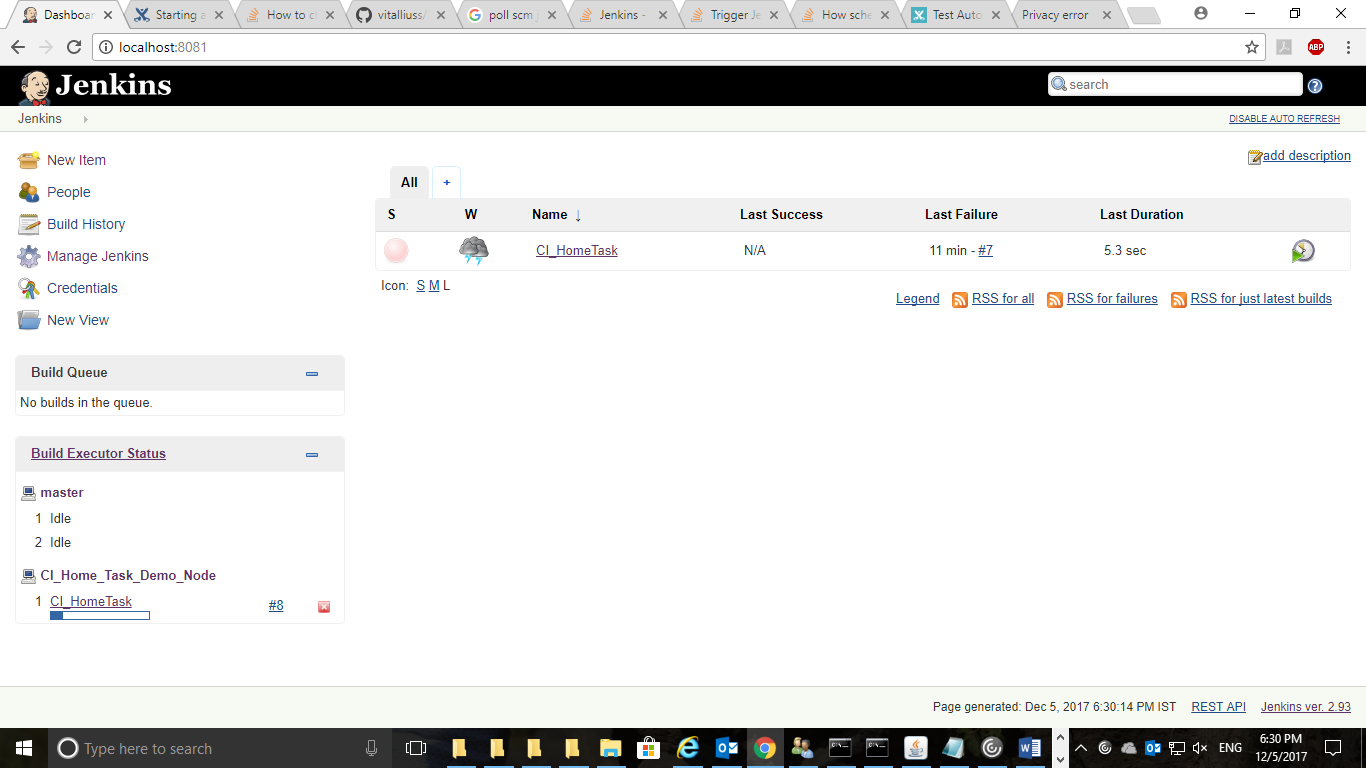 Dashboa
Starting a
How to c
vitalliuss/
poll scm
Jenkins -
Trigger Je
How sche
Test Auto
Privacy error
localhost:8081
ABP
Jenkins
search
Jenkins
DISABLE AUTO REFRESH
New Item
People
Build History
Manage Jenkins
Credentials
New View
add description
All +
S W Name ↓ Last Success Last Failure Last Duration
CI_HomeTask N/A 11 min - #7 5.3 sec
Icon: S M L
Legend RSS for all RSS for failures RSS for just latest builds
Build Queue
No builds in the queue.
Build Executor Status
master
1 Idle
2 Idle
CI_Home_Task_Demo_Node
1 CI_HomeTask #8
Page generated: Dec 5, 2017 6:30:14 PM IST REST API Jenkins ver. 2.93
Type here to search
ENG
6:30 PM
12/5/2017